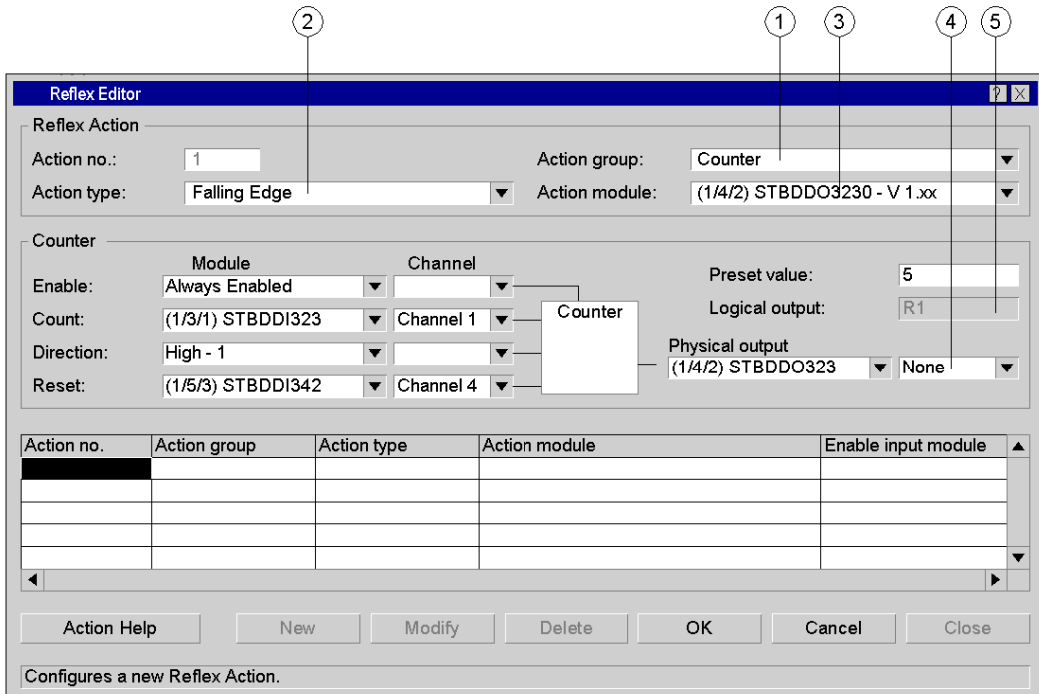 2 1 3 4 5
Reflex Editor ? X
Reflex Action
Action no.: 1 Action group: Counter
Action type: Falling Edge Action module: (1/4/2) STBDDO3230 - V 1.xx
Counter
Module Channel
Preset value: 5
Enable: Always Enabled
Count: (1/3/1) STBDDI323 Channel 1 Counter Logical output: R1
Direction: High - 1 Physical output
(1/4/2) STBDDO323 None
Reset: (1/5/3) STBDDI342 Channel 4
Action no. Action group Action type Action module Enable input module
Action Help New Modify Delete OK Cancel Close
Configures a new Reflex Action.